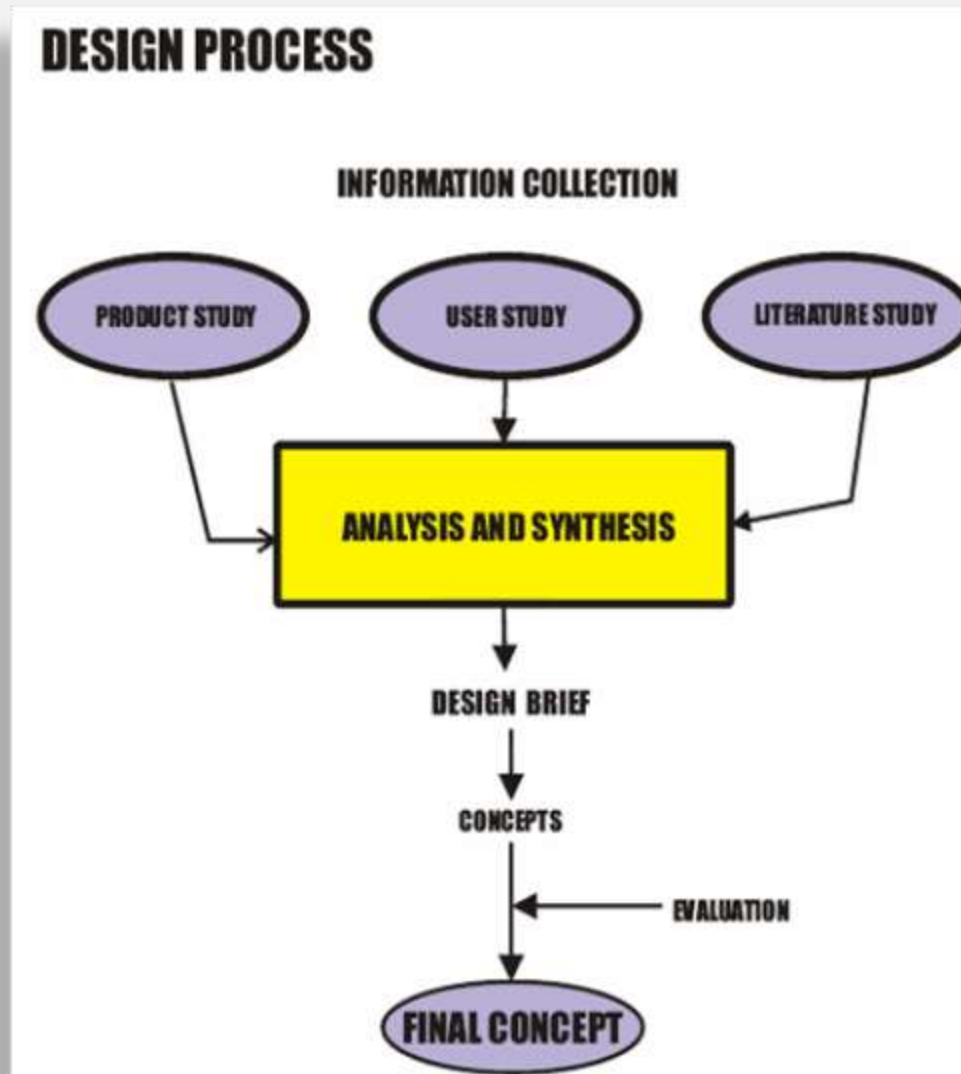 DESIGN PROCESS
INFORMATION COLLECTION
PRODUCT STUDY
USER STUDY
LITERATURE STUDY
ANALYSIS AND SYNTHESIS
DESIGN BRIEF
CONCEPTS
EVALUATION
FINAL CONCEPT